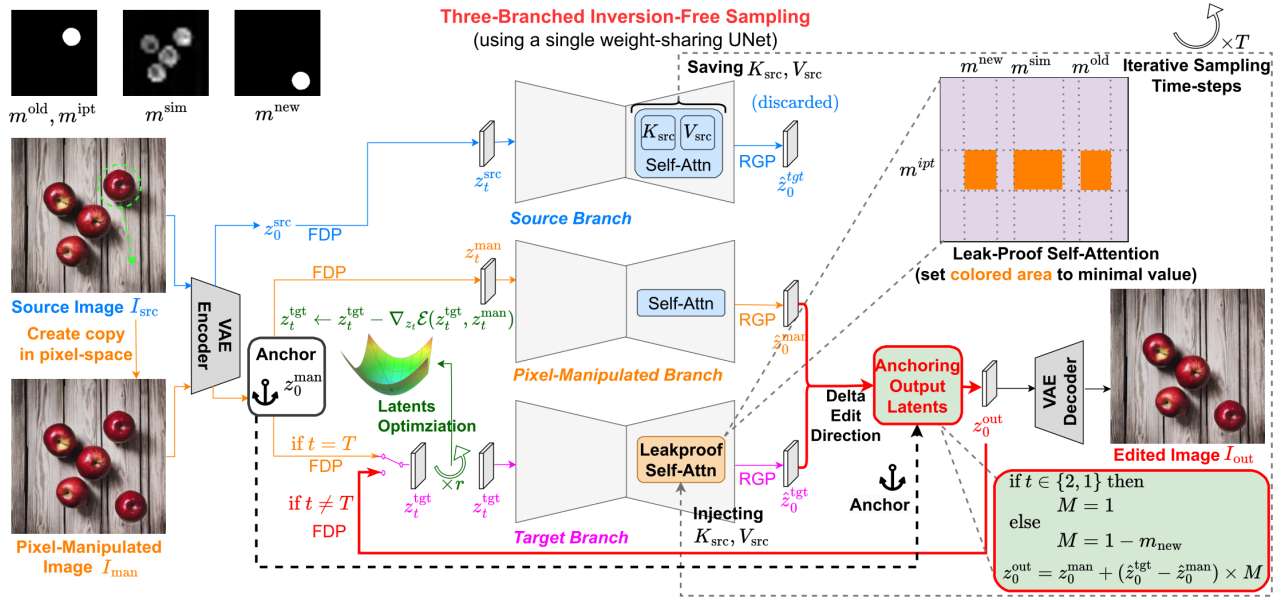 Three-Branched Inversion-Free Sampling
(using a single weight-sharing UNet)
×T
Iterative Sampling
Time-steps
m^old, m^ipt
m^sim
m^new
Saving K_src, V_src
(discarded)
K_src
V_src
Self-Attn
RGP
ẑ_0^tgt
z_t^src
Source Branch
z_0^src
FDP
m^new
m^sim
m^old
m^ipt
Leak-Proof Self-Attention
(set colored area to minimal value)
Source Image I_src
Create copy
in pixel-space
VAE
Encoder
FDP
z_t^man
z_t^tgt ← z_t^tgt − ∇_{z_t} ℰ(z_t^tgt, z_t^man)
Self-Attn
RGP
ẑ_0^man
Pixel-Manipulated Branch
Anchor
z_0^man
Latents
Optimziation
×r
if t = T
FDP
if t ≠ T
FDP
z_t^tgt
z_t^tgt
Leakproof
Self-Attn
RGP
ẑ_0^tgt
Injecting
K_src, V_src
Target Branch
Delta
Edit
Direction
Anchoring
Output
Latents
Anchor
z_0^out
VAE
Decoder
Edited Image I_out
Pixel-Manipulated
Image I_man
if t ∈ {2, 1} then
M = 1
else
M = 1 − m_new
z_0^out = z_0^man + (ẑ_0^tgt − ẑ_0^man) × M